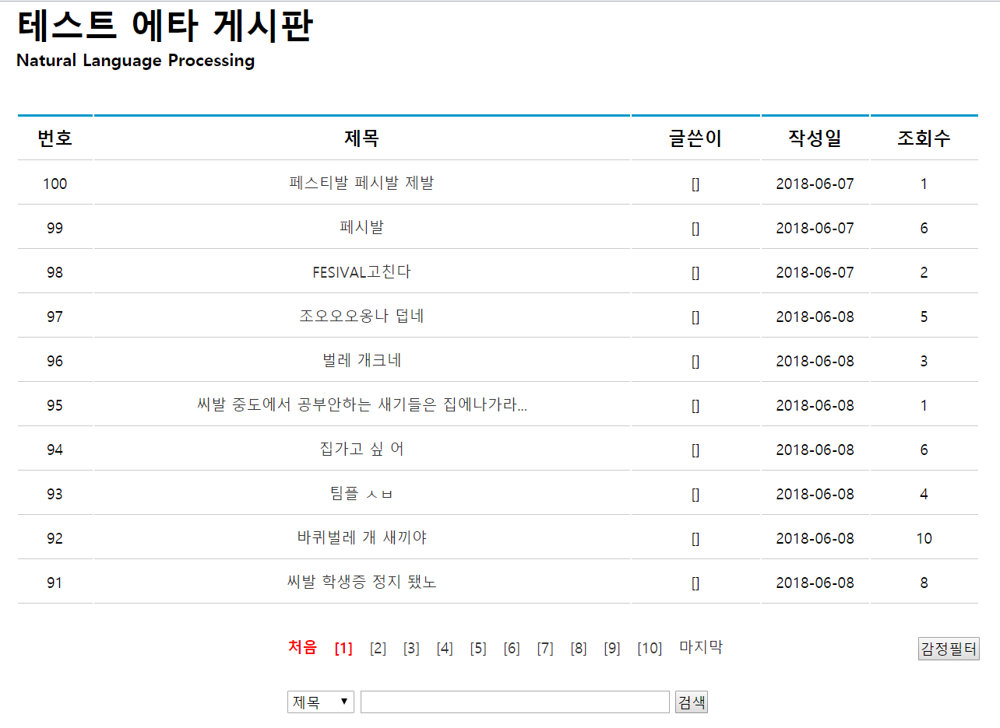 테스트 에타 게시판
Natural Language Processing
번호 제목 글쓴이 작성일 조회수
100 페스티발 페시발 제발 [] 2018-06-07 1
99 페시발 [] 2018-06-07 6
98 FESIVAL고친다 [] 2018-06-07 2
97 조오오오옹나 덥네 [] 2018-06-08 5
96 벌레 개크네 [] 2018-06-08 3
95 씨발 중도에서 공부안하는 새기들은 집에나가라... [] 2018-06-08 1
94 집가고 싶 어 [] 2018-06-08 6
93 팀플 ㅅㅂ [] 2018-06-08 4
92 바퀴벌레 개 새끼야 [] 2018-06-08 10
91 씨발 학생증 정지 됐노 [] 2018-06-08 8
처음 [1] [2] [3] [4] [5] [6] [7] [8] [9] [10] 마지막 감정필터
제목 검색